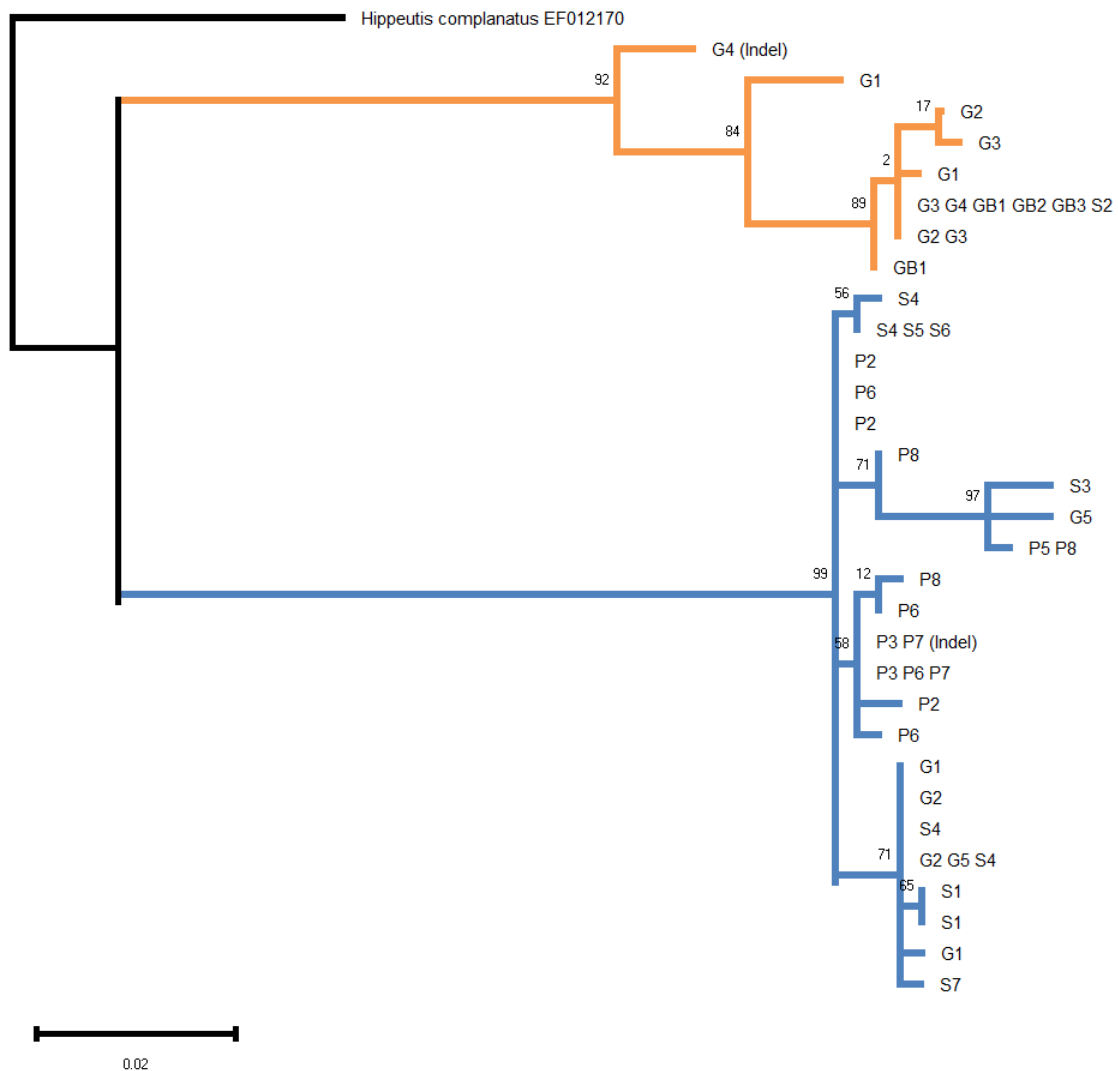 Hippeutis complanatus EF012170
G4 (Indel)
92
G1
84
17
G2
G3
2
G1
89
G3 G4 GB1 GB2 GB3 S2
G2 G3
GB1
56
S4
S4 S5 S6
P2
P6
P2
71
P8
97
S3
G5
P5 P8
99
12
P8
P6
58
P3 P7 (Indel)
P3 P6 P7
P2
P6
G1
G2
S4
71
G2 G5 S4
65
S1
S1
G1
S7
0.02